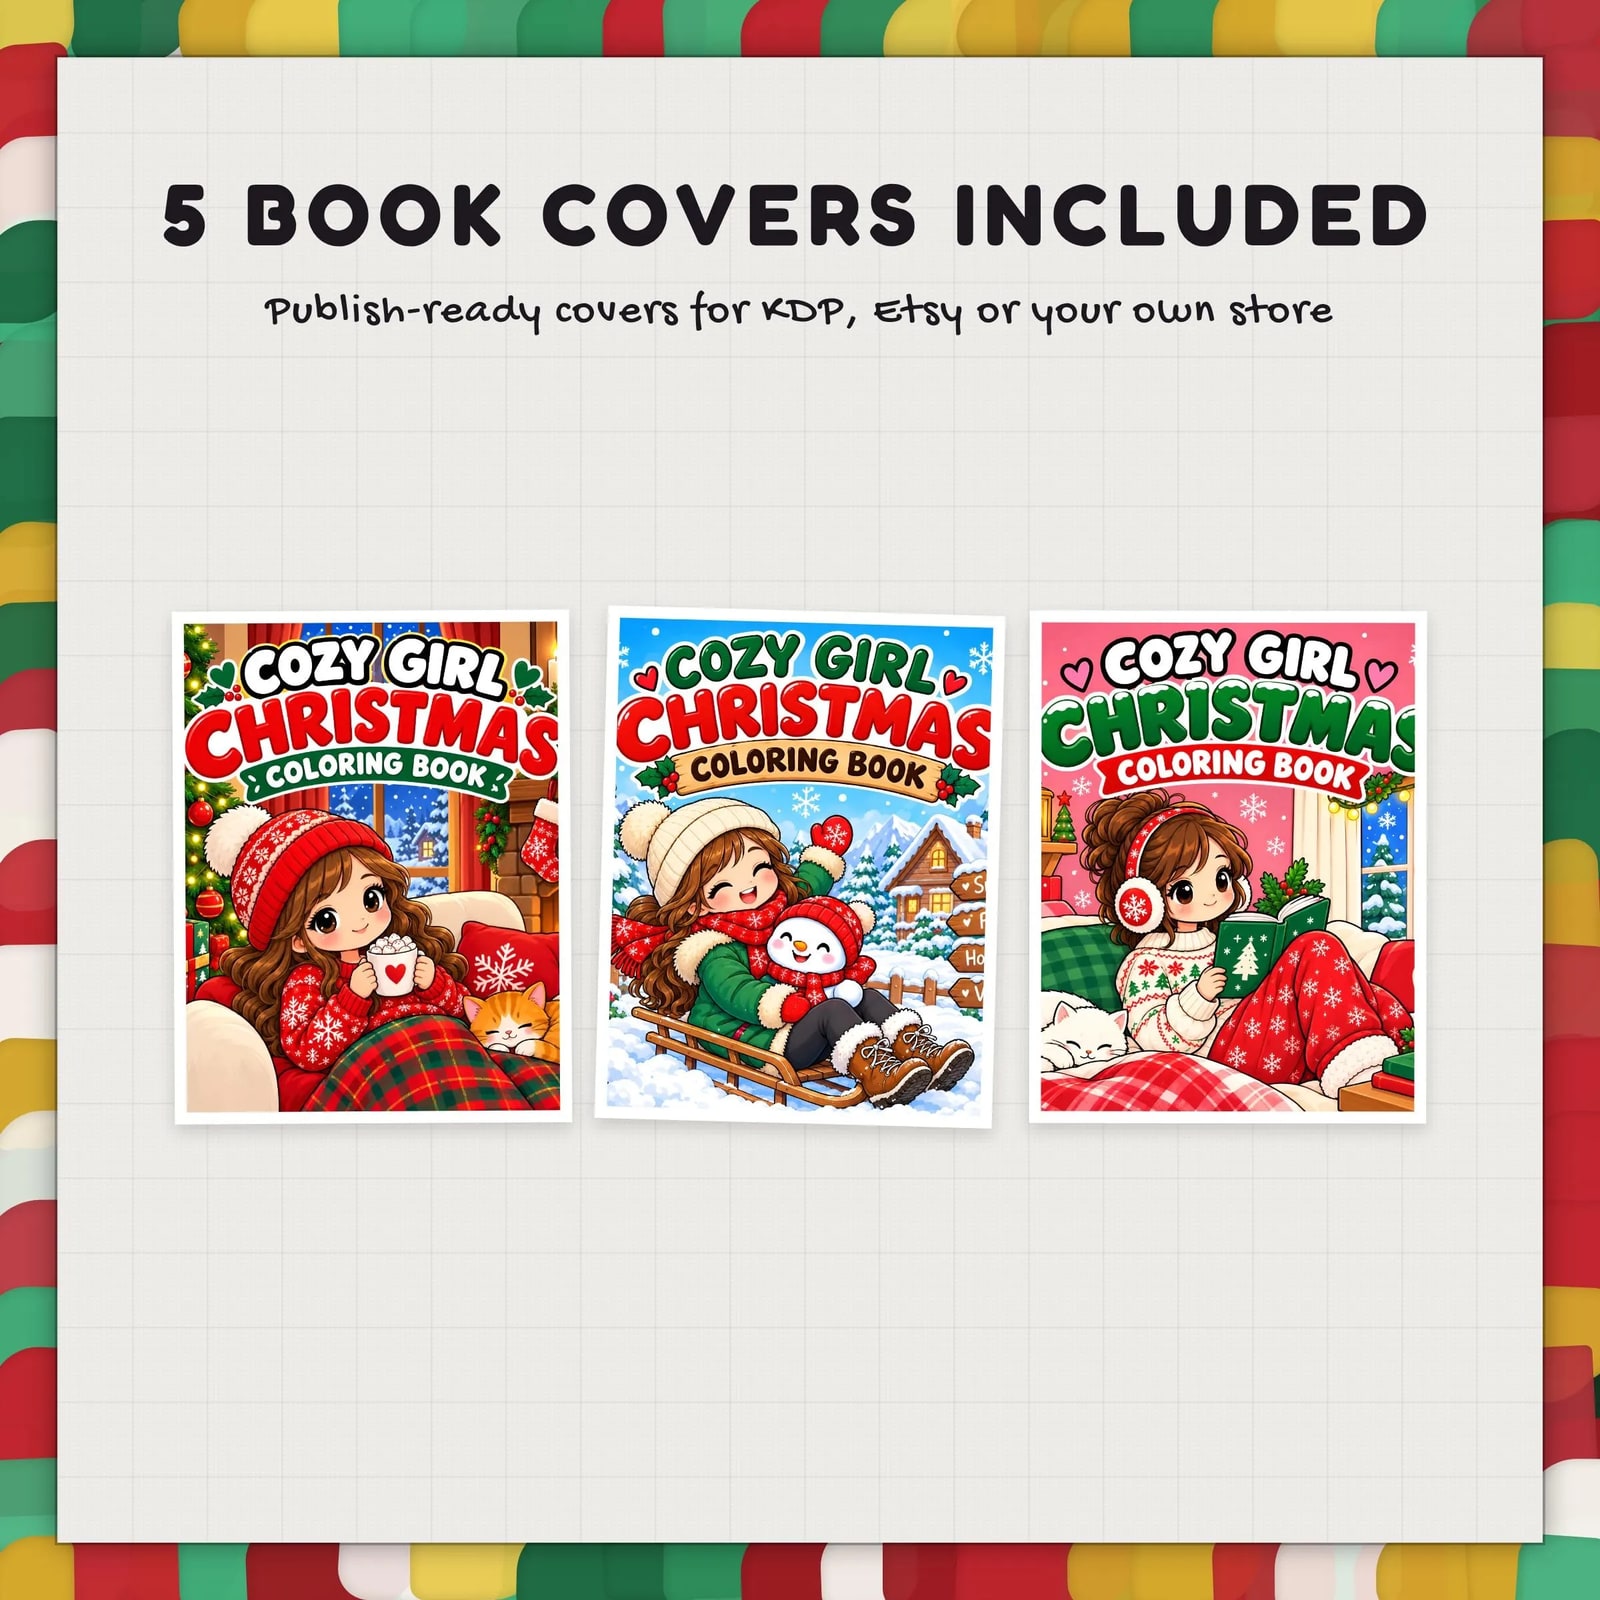 5 BOOK COVERS INCLUDED
Publish-ready covers for KDP, Etsy or your own store
COZY GIRL
CHRISTMAS
COLORING BOOK
COZY GIRL
CHRISTMAS
COLORING BOOK
COZY GIRL
CHRISTMAS
COLORING BOOK